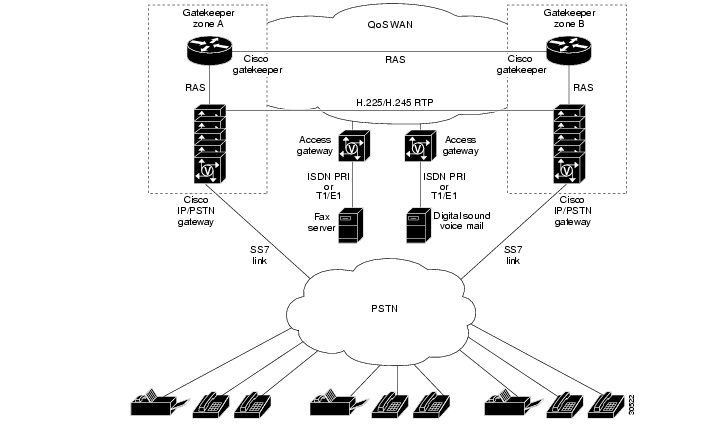 Gatekeeper
zone A
QoS WAN
Gatekeeper
zone B
Cisco
gatekeeper
RAS
Cisco
gatekeeper
RAS
RAS
H.225/H.245 RTP
Access
gateway
Access
gateway
ISDN PRI
or
T1/E1
ISDN PRI
or
T1/E1
Cisco
IP/PSTN
gateway
Fax
server
Digital sound
voice mail
Cisco
IP/PSTN
gateway
SS7
link
SS7
link
PSTN
30522